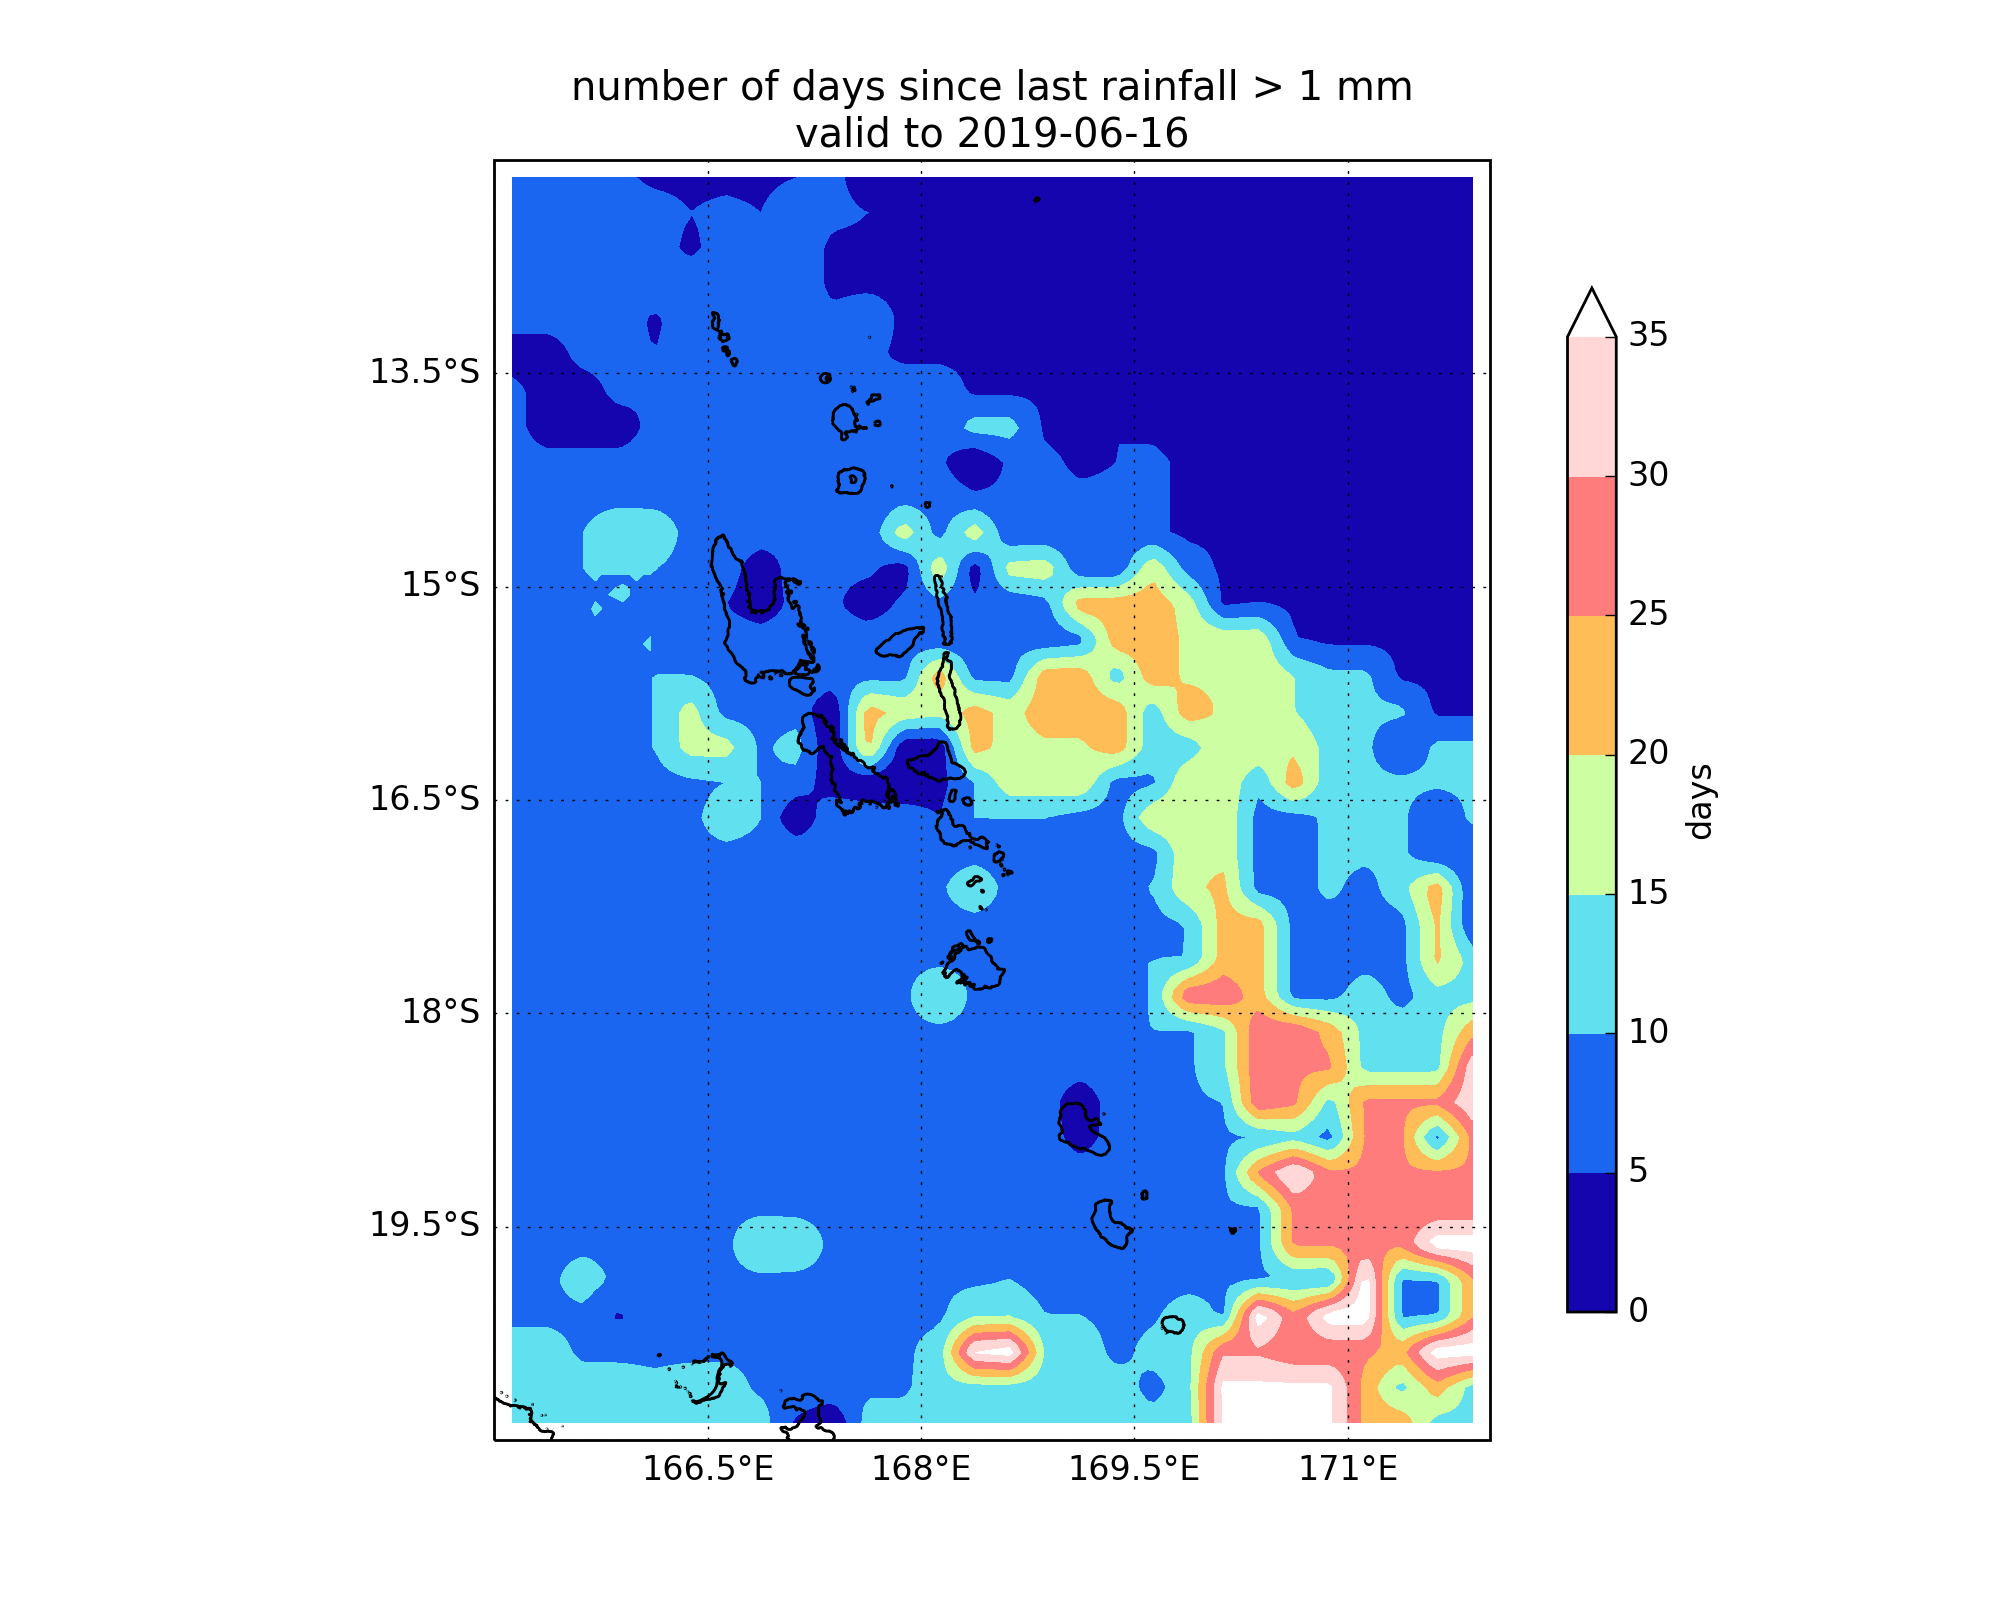 number of days since last rainfall > 1 mm
valid to 2019-06-16
13.5°S
15°S
16.5°S
18°S
19.5°S
166.5°E
168°E
169.5°E
171°E
35
30
25
20
15
10
5
0
days